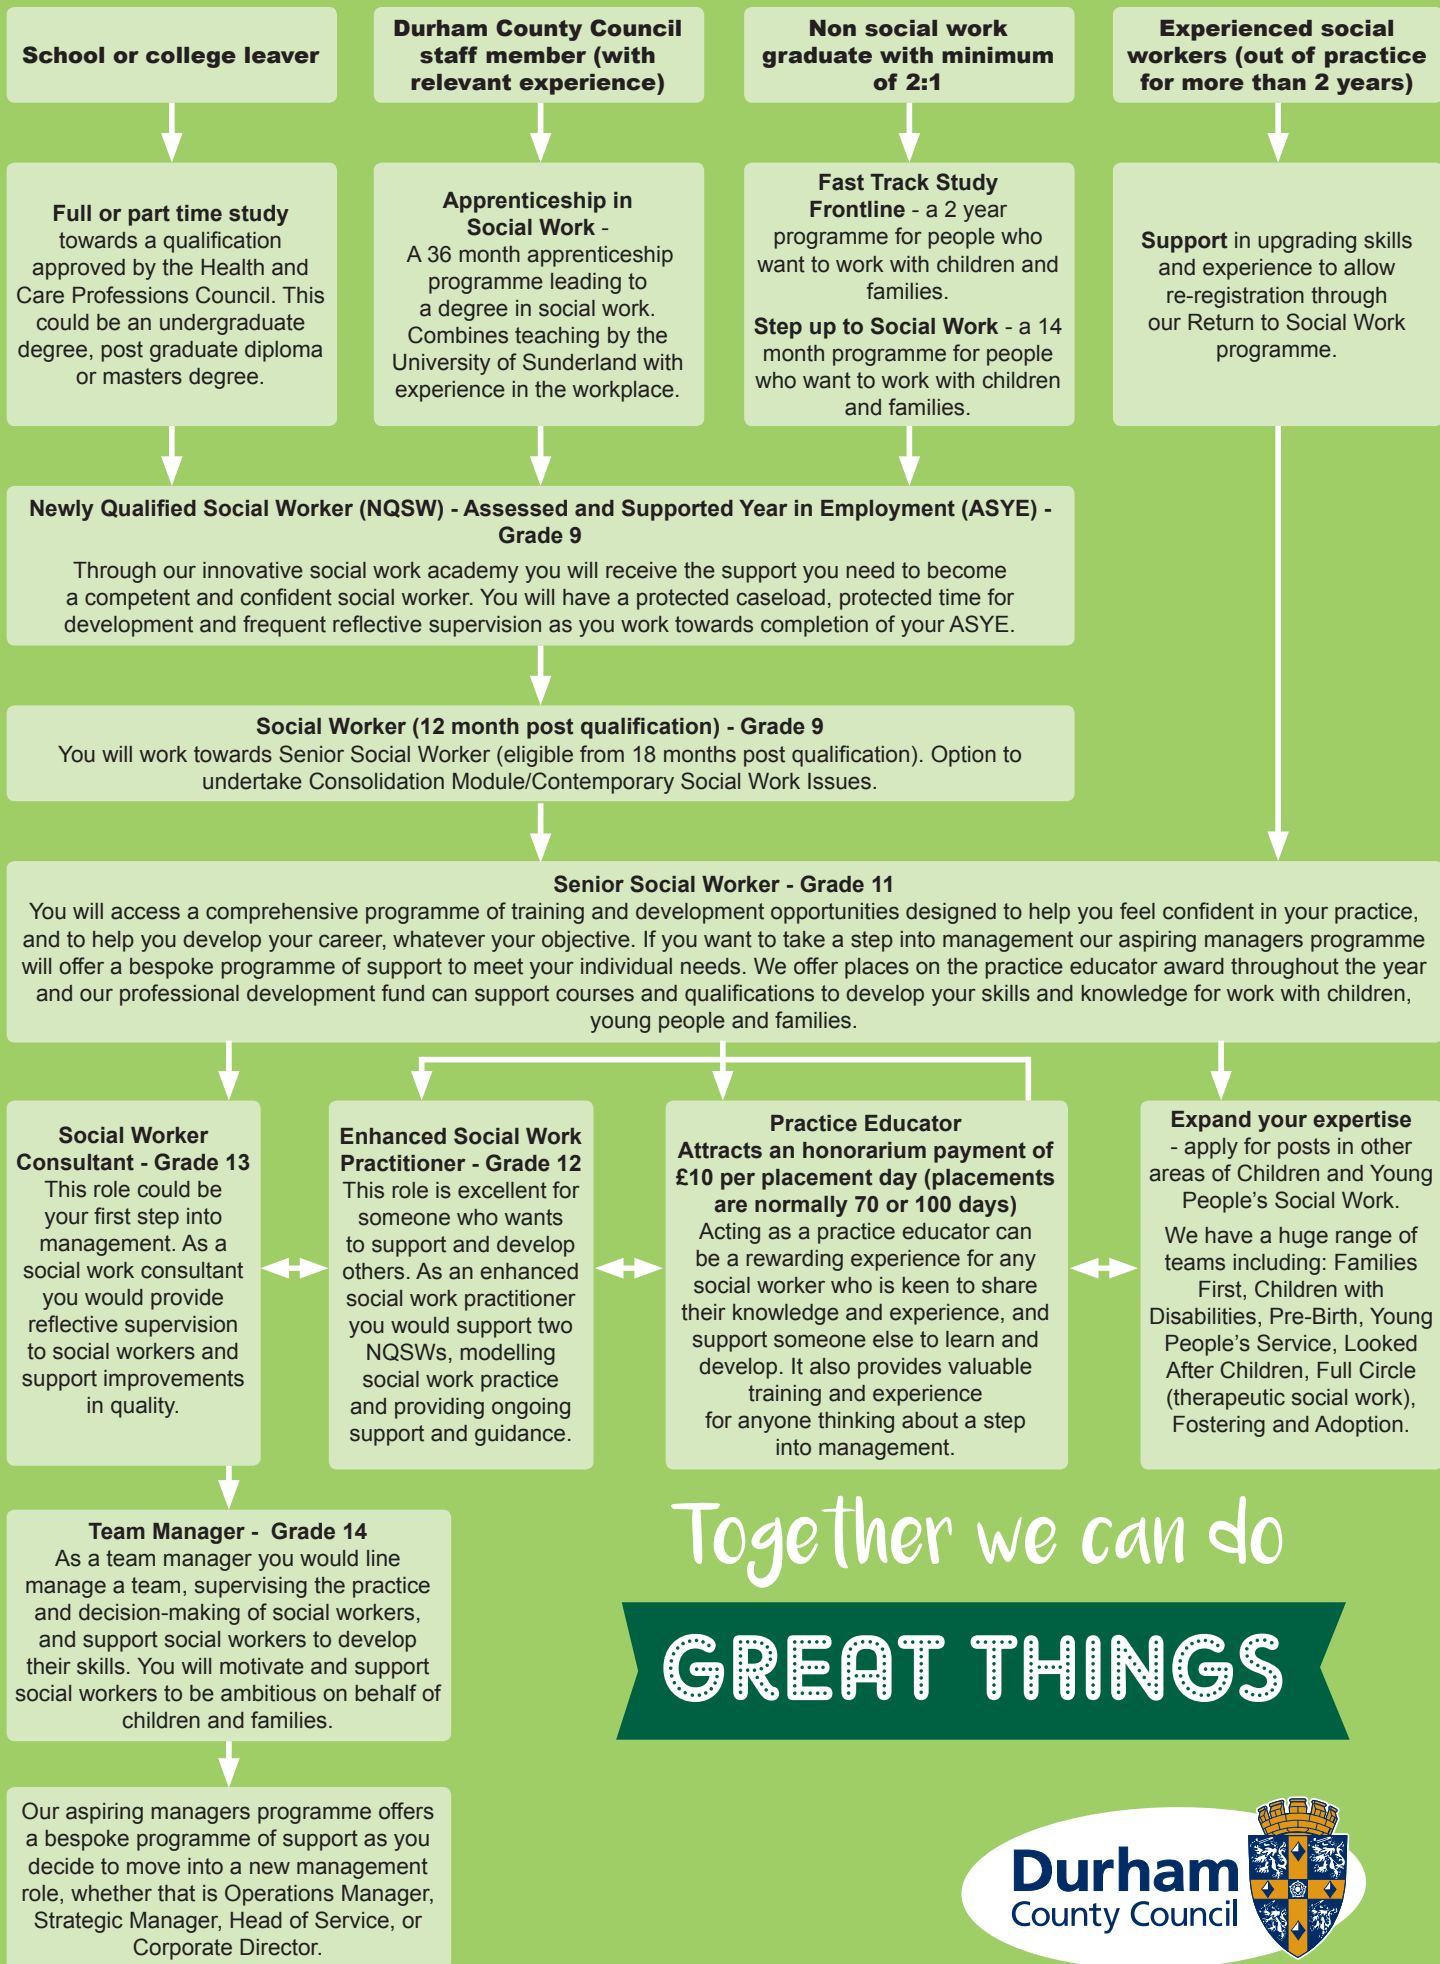 School or college leaver
Durham County Council
staff member (with
relevant experience)
Non social work
graduate with minimum
of 2:1
Experienced social
workers (out of practice
for more than 2 years)
Full or part time study
towards a qualification
approved by the Health and
Care Professions Council. This
could be an undergraduate
degree, post graduate diploma
or masters degree.
Apprenticeship in
Social Work -
A 36 month apprenticeship
programme leading to
a degree in social work.
Combines teaching by the
University of Sunderland with
experience in the workplace.
Fast Track Study
Frontline - a 2 year
programme for people who
want to work with children and
families.
Step up to Social Work - a 14
month programme for people
who want to work with children
and families.
Support in upgrading skills
and experience to allow
re-registration through
our Return to Social Work
programme.
Newly Qualified Social Worker (NQSW) - Assessed and Supported Year in Employment (ASYE) -
Grade 9
Through our innovative social work academy you will receive the support you need to become
a competent and confident social worker. You will have a protected caseload, protected time for
development and frequent reflective supervision as you work towards completion of your ASYE.
Social Worker (12 month post qualification) - Grade 9
You will work towards Senior Social Worker (eligible from 18 months post qualification). Option to
undertake Consolidation Module/Contemporary Social Work Issues.
Senior Social Worker - Grade 11
You will access a comprehensive programme of training and development opportunities designed to help you feel confident in your practice,
and to help you develop your career, whatever your objective. If you want to take a step into management our aspiring managers programme
will offer a bespoke programme of support to meet your individual needs. We offer places on the practice educator award throughout the year
and our professional development fund can support courses and qualifications to develop your skills and knowledge for work with children,
young people and families.
Social Worker
Consultant - Grade 13
This role could be
your first step into
management. As a
social work consultant
you would provide
reflective supervision
to social workers and
support improvements
in quality.
Enhanced Social Work
Practitioner - Grade 12
This role is excellent for
someone who wants
to support and develop
others. As an enhanced
social work practitioner
you would support two
NQSWs, modelling
social work practice
and providing ongoing
support and guidance.
Practice Educator
Attracts an honorarium payment of
£10 per placement day (placements
are normally 70 or 100 days)
Acting as a practice educator can
be a rewarding experience for any
social worker who is keen to share
their knowledge and experience, and
support someone else to learn and
develop. It also provides valuable
training and experience
for anyone thinking about a step
into management.
Expand your expertise
- apply for posts in other
areas of Children and Young
People's Social Work.
We have a huge range of
teams including: Families
First, Children with
Disabilities, Pre-Birth, Young
People's Service, Looked
After Children, Full Circle
(therapeutic social work),
Fostering and Adoption.
Team Manager -  Grade 14
As a team manager you would line
manage a team, supervising the practice
and decision-making of social workers,
and support social workers to develop
their skills. You will motivate and support
social workers to be ambitious on behalf of
children and families.
Our aspiring managers programme offers
a bespoke programme of support as you
decide to move into a new management
role, whether that is Operations Manager,
Strategic Manager, Head of Service, or
Corporate Director.
Together we can do
GREAT THINGS
Durham
County Council